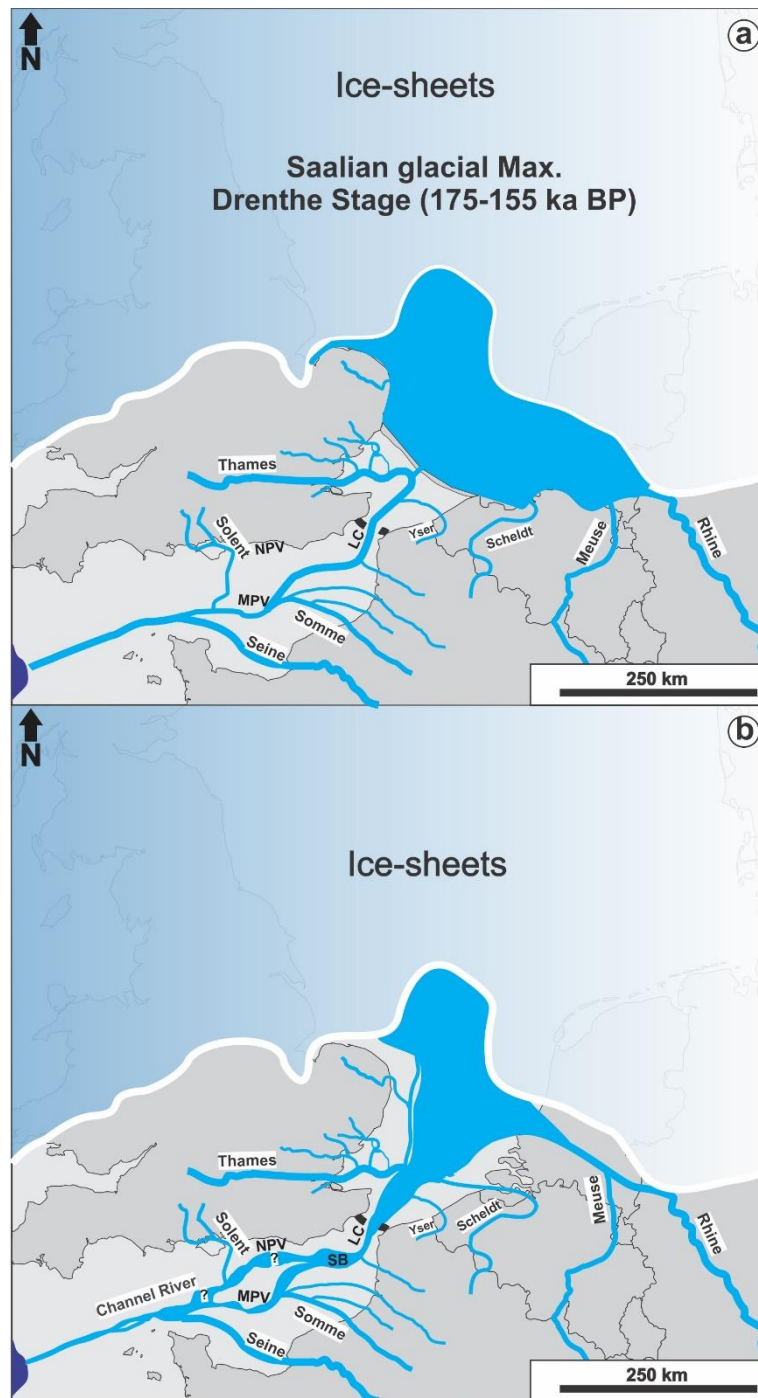 N
a
Ice-sheets
Saalian glacial Max.
Drenthe Stage (175-155 ka BP)
Thames
Solent
NPV
LC
Yser
Scheldt
Meuse
Rhine
MPV
Somme
Seine
250 km
N
b
Ice-sheets
Thames
Solent
NPV
?
LC
SB
Yser
Scheldt
Meuse
Rhine
Channel River
?
MPV
Somme
Seine
250 km